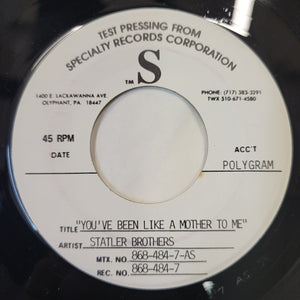 TEST PRESSING FROM
SPECIALTY RECORDS CORPORATION
TM S
1400 E. LACKAWANNA AVE.
OLYPHANT, PA. 18447
PHONE: (717) 383-3291
TWX 510-671-4580
45 RPM
ACC'T
DATE
POLYGRAM
TITLE "YOU'VE BEEN LIKE A MOTHER TO ME"
ARTIST STATLER BROTHERS
MTX. NO. 868-484-7-AS
REC. NO. 868-484-7